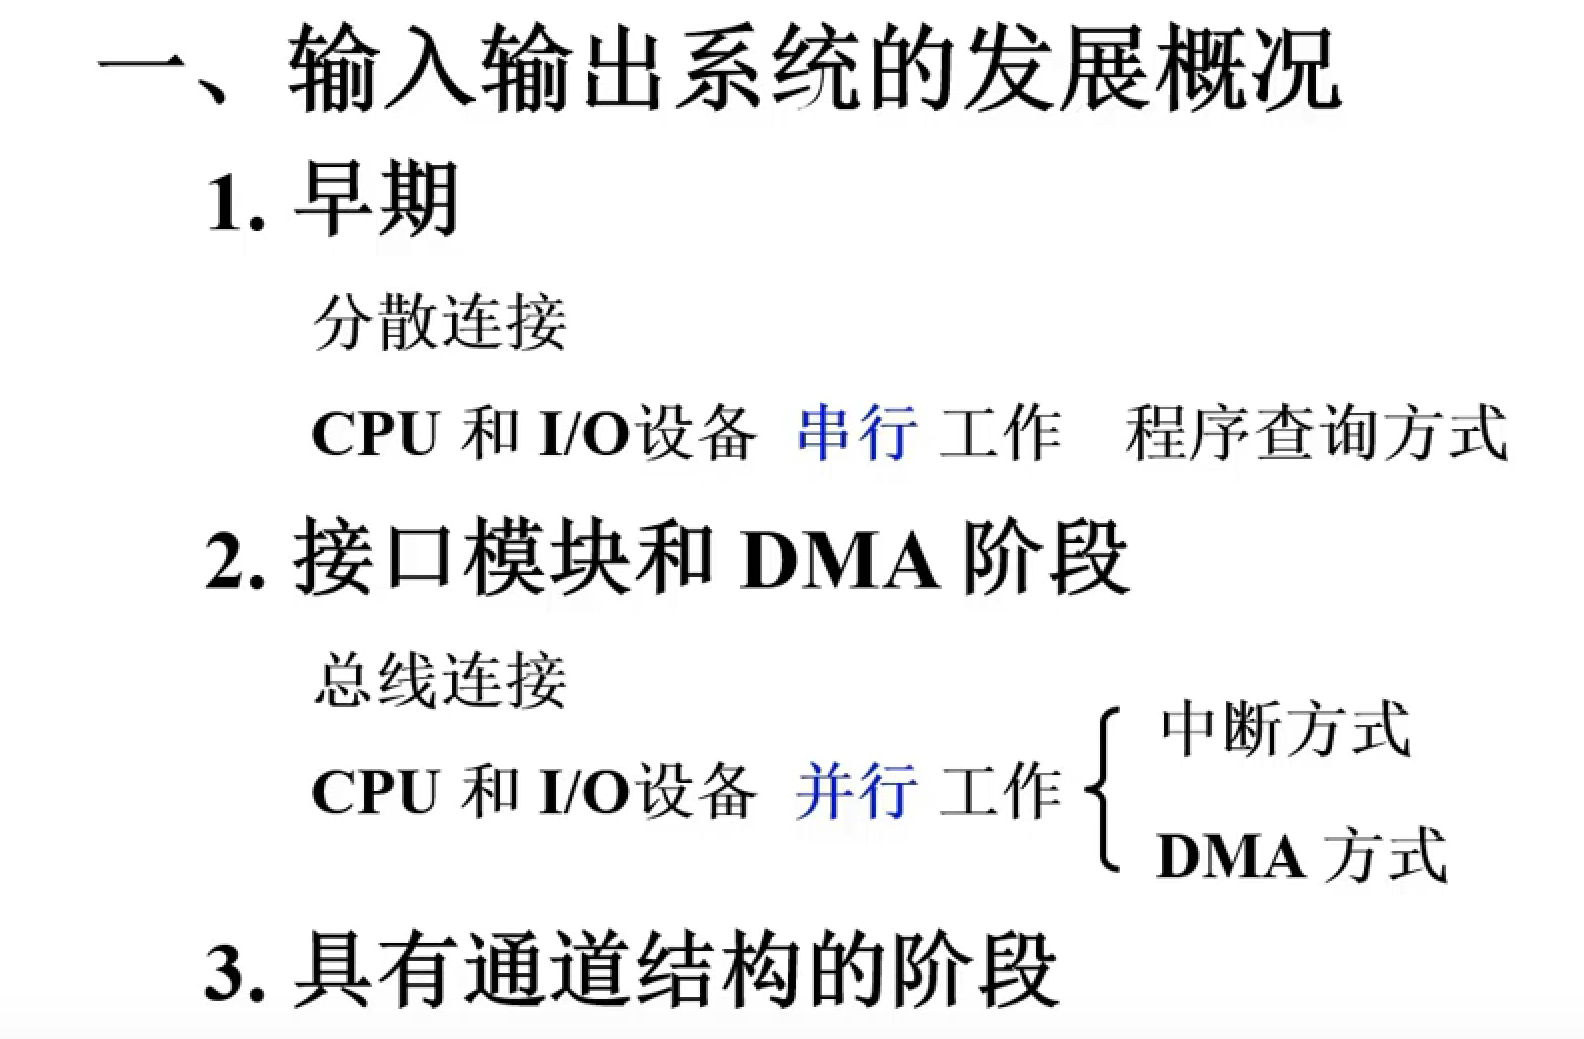 一、输入输出系统的发展概况
1. 早期
分散连接
CPU 和 I/O设备 串行 工作 程序查询方式
2. 接口模块和 DMA 阶段
总线连接
CPU 和 I/O设备 并行 工作
中断方式
DMA 方式
3. 具有通道结构的阶段